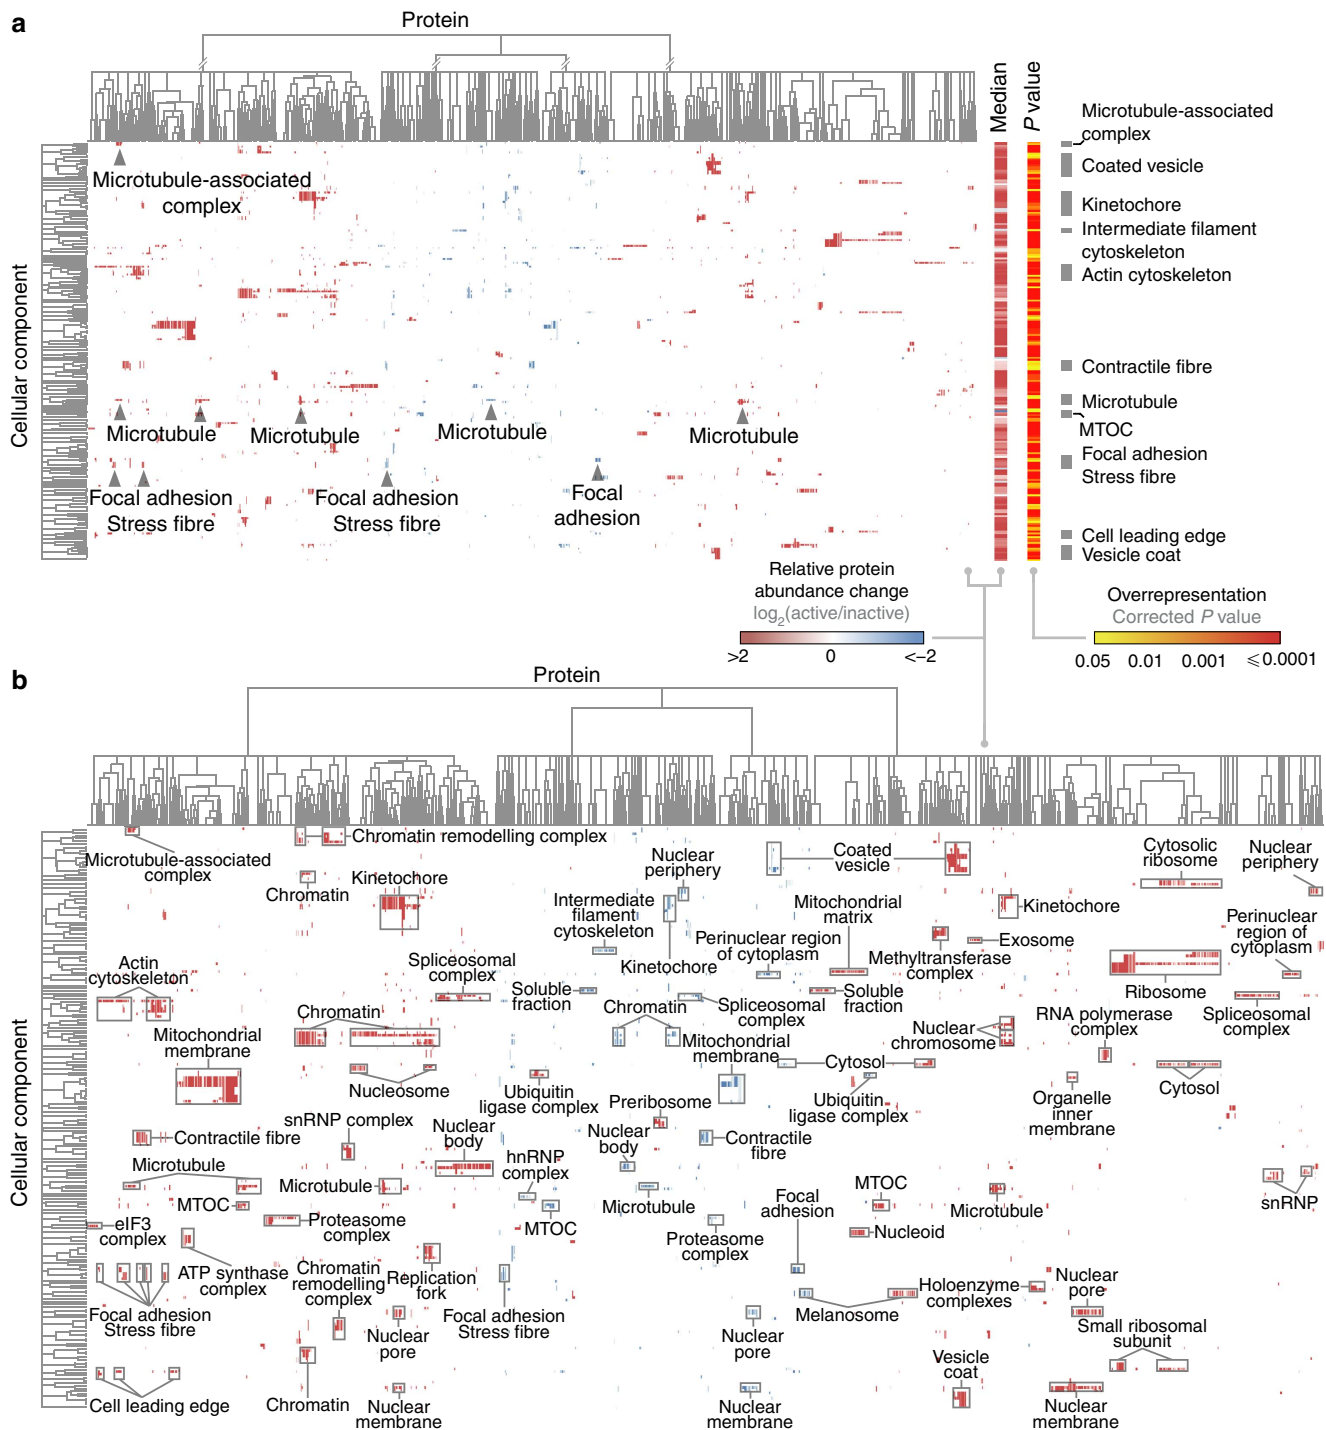 a
Protein
Median
P value
Cellular component
Microtubule-associated
complex
Microtubule
Microtubule
Microtubule
Microtubule
Focal adhesion
Stress fibre
Focal adhesion
Stress fibre
Focal
adhesion
Microtubule-associated
complex
Coated vesicle
Kinetochore
Intermediate filament
cytoskeleton
Actin cytoskeleton
Contractile fibre
Microtubule
MTOC
Focal adhesion
Stress fibre
Cell leading edge
Vesicle coat
Relative protein
abundance change
log2(active/inactive)
>2 0 <−2
Overrepresentation
Corrected P value
0.05 0.01 0.001 ⩽0.0001
b
Protein
Cellular component
Microtubule-associated
complex
Chromatin remodelling complex
Chromatin
Kinetochore
Nuclear
periphery
Coated
vesicle
Cytosolic
ribosome
Nuclear
periphery
Intermediate
filament
cytoskeleton
Kinetochore
Mitochondrial
matrix
Perinuclear region
of cytoplasm
Kinetochore
Exosome
Methyltransferase
complex
Perinuclear
region of
cytoplasm
Actin
cytoskeleton
Spliceosomal
complex
Soluble
fraction
Spliceosomal
complex
Soluble
fraction
Ribosome
Spliceosomal
complex
Chromatin
Chromatin
Nuclear
chromosome
RNA polymerase
complex
Mitochondrial
membrane
Mitochondrial
membrane
Cytosol
Cytosol
Nucleosome
Ubiquitin
ligase complex
Ubiquitin
ligase complex
Organelle
inner
membrane
Preribosome
snRNP complex
Contractile fibre
Nuclear
body
Nuclear
body
Contractile
fibre
hnRNP
complex
Microtubule
Microtubule
MTOC
MTOC
Microtubule
MTOC
Microtubule
snRNP
eIF3
complex
Proteasome
complex
Proteasome
complex
Focal
adhesion
Nucleoid
ATP synthase
complex
Chromatin
remodelling
complex
Replication
fork
Focal adhesion
Stress fibre
Focal adhesion
Stress fibre
Melanosome
Holoenzyme
complexes
Nuclear
pore
Nuclear
pore
Nuclear
pore
Small ribosomal
subunit
Vesicle
coat
Cell leading edge
Chromatin
Nuclear
membrane
Nuclear
membrane
Nuclear
membrane